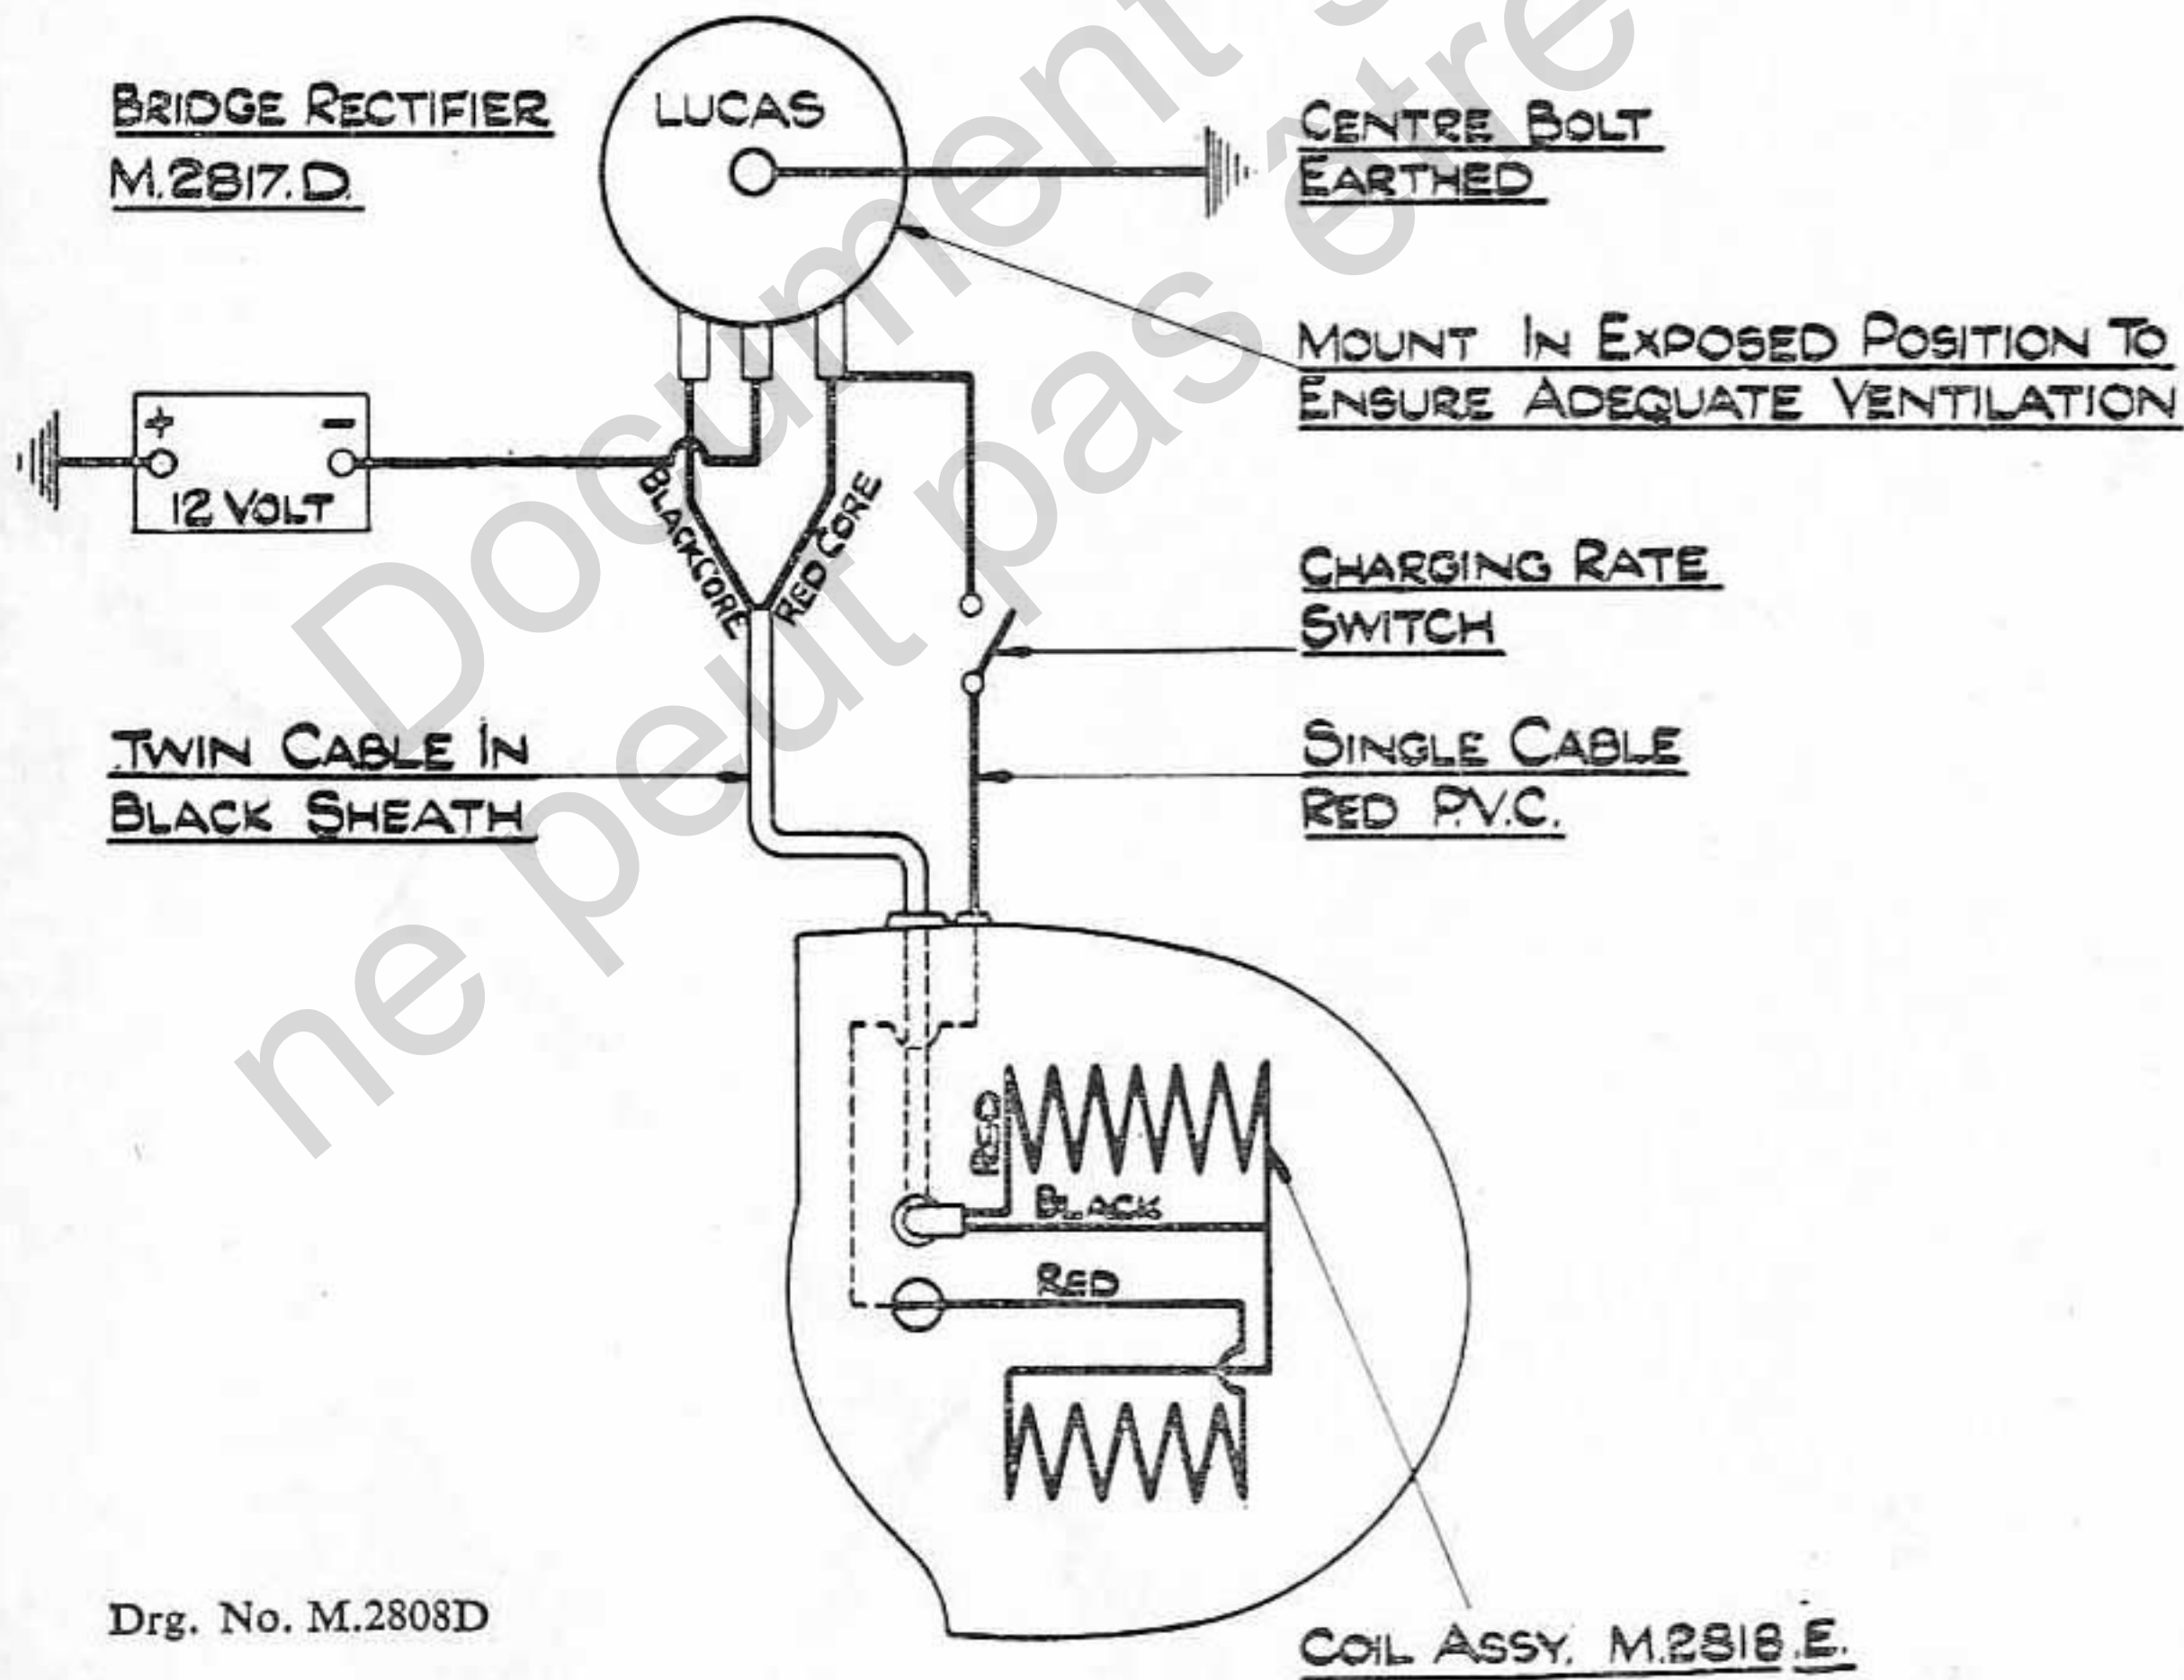 BRIDGE RECTIFIER
M.2817.D.
LUCAS
CENTRE BOLT
EARTHED
MOUNT IN EXPOSED POSITION TO
ENSURE ADEQUATE VENTILATION
+ −
12 VOLT
BLACK CORE
RED CORE
CHARGING RATE
SWITCH
TWIN CABLE IN
BLACK SHEATH
SINGLE CABLE
RED P.V.C.
RED
BLACK
RED
Drg. No. M.2808D
COIL ASSY. M.2818.E.
Document
ne peut pas être